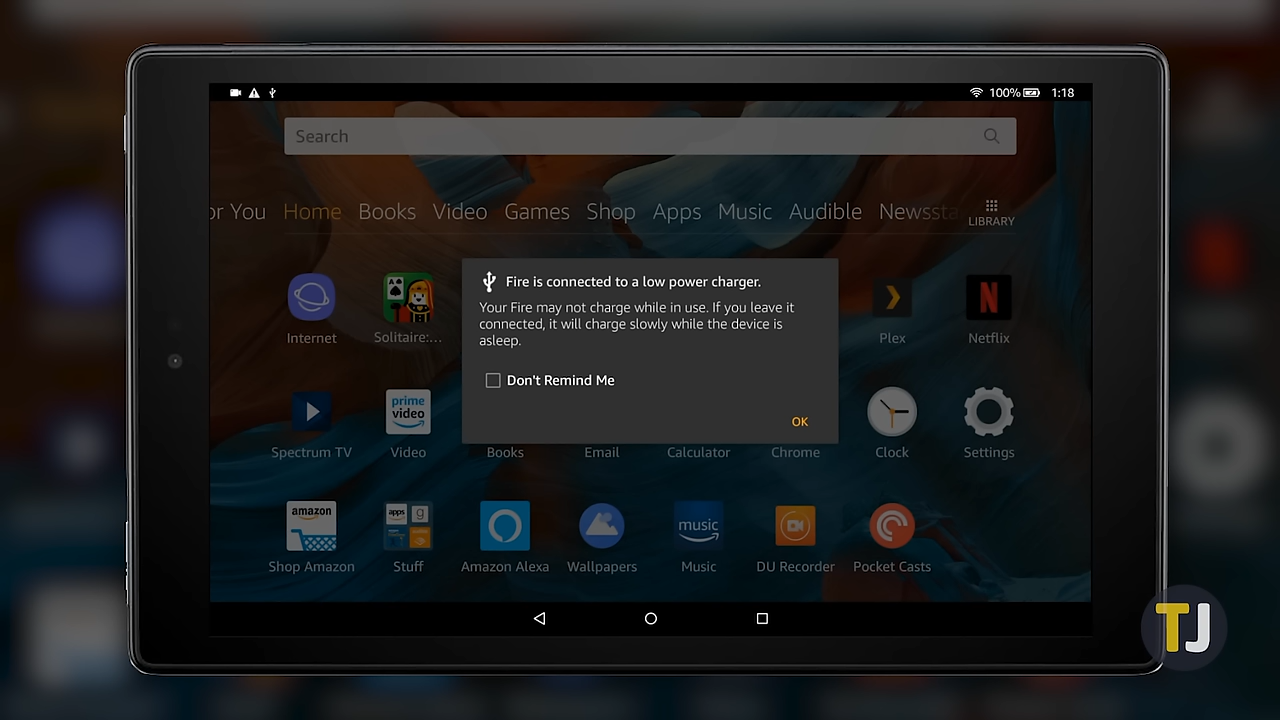 100% 1:18
Search
or You Home Books Video Games Shop Apps Music Audible Newssta
LIBRARY
Fire is connected to a low power charger.
Your Fire may not charge while in use. If you leave it
connected, it will charge slowly while the device is
asleep.
Don't Remind Me
OK
Internet Solitaire:... Plex Netflix
N
prime
video
Spectrum TV Video Books Email Calculator Chrome Clock Settings
amazon
apps g
music
Shop Amazon Stuff Amazon Alexa Wallpapers Music DU Recorder Pocket Casts
TJ